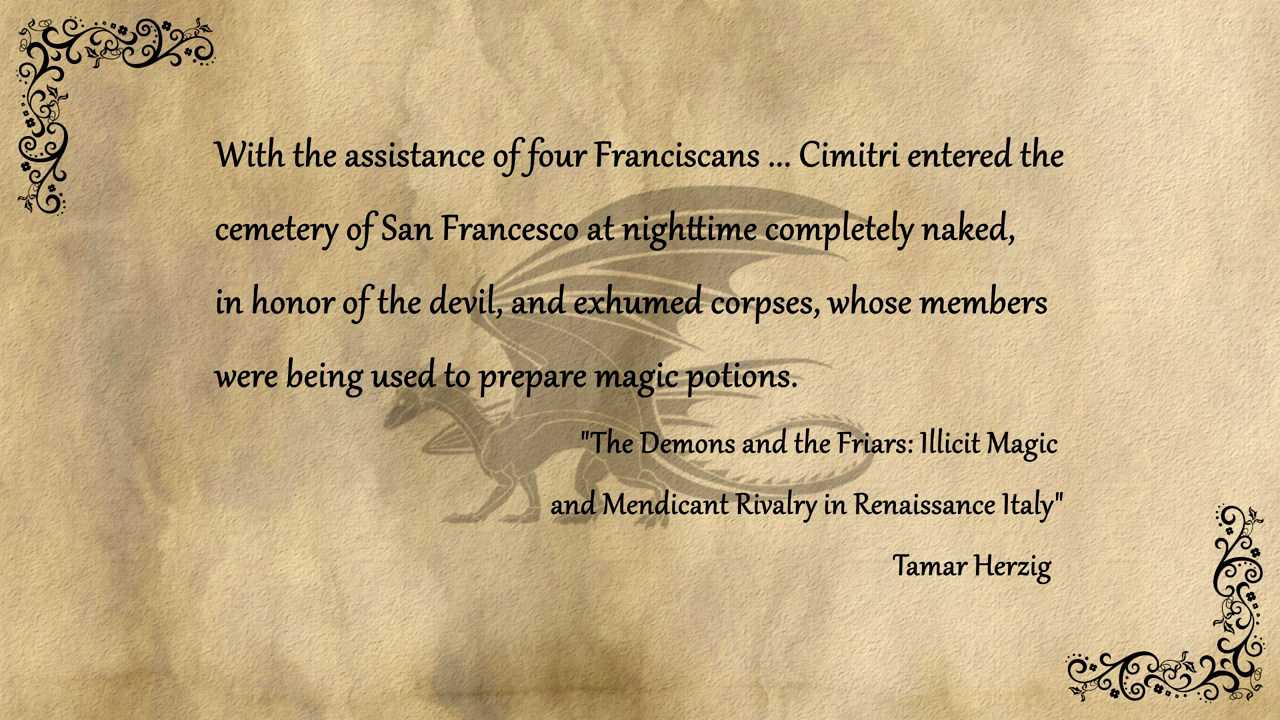 With the assistance of four Franciscans ... Cimitri entered the
cemetery of San Francesco at nighttime completely naked,
in honor of the devil, and exhumed corpses, whose members
were being used to prepare magic potions.
"The Demons and the Friars: Illicit Magic
and Mendicant Rivalry in Renaissance Italy"
Tamar Herzig